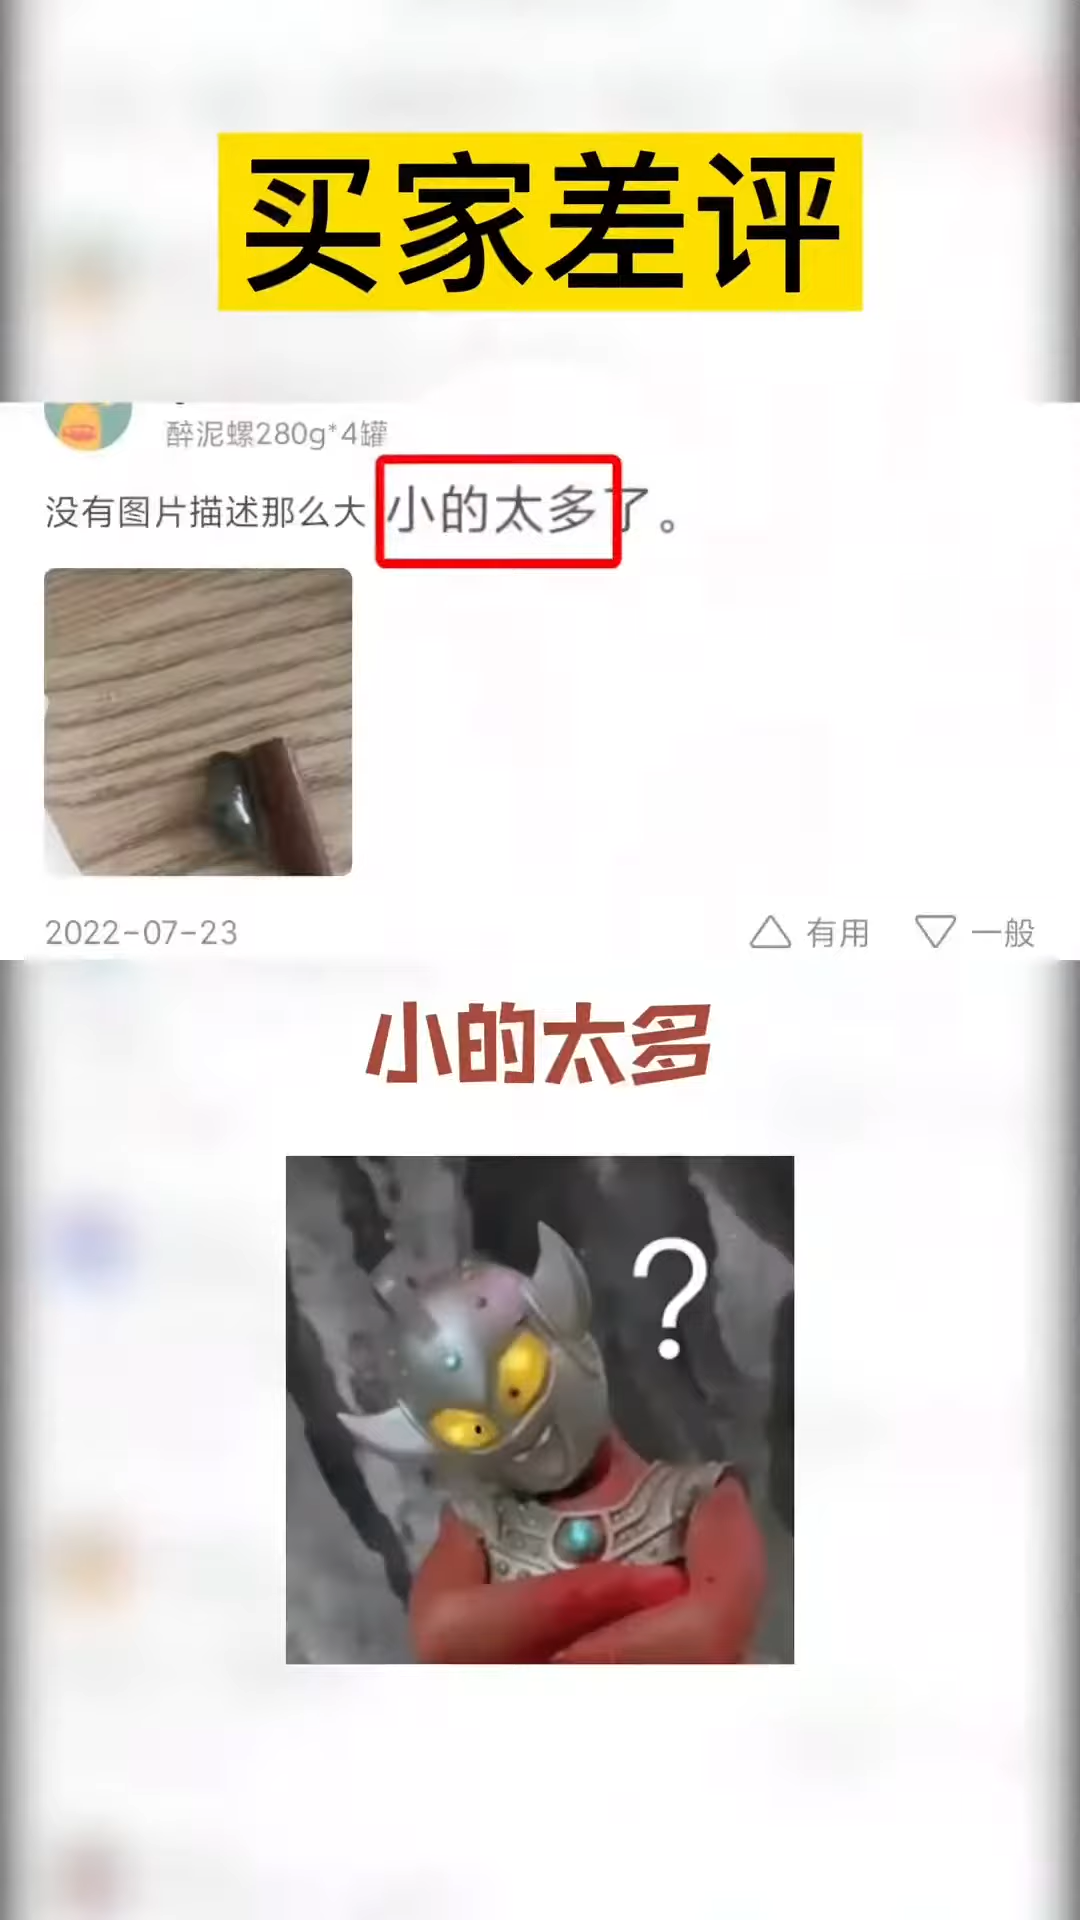 买家差评
醉泥螺280g*4罐
没有图片描述那么大 小的太多了。
2022-07-23
有用
一般
小的太多
?